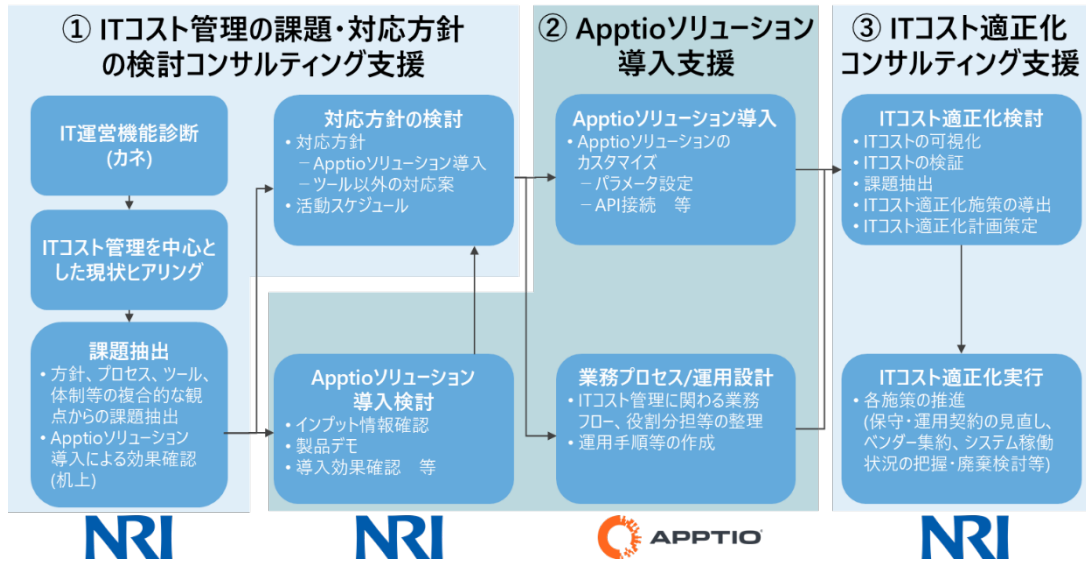 ① ITコスト管理の課題・対応方針
の検討コンサルティング支援
IT運営機能診断
(カネ)
ITコスト管理を中心と
した現状ヒアリング
課題抽出
• 方針、プロセス、ツール、
体制等の複合的な観
点からの課題抽出
• Apptioソリューション
導入による効果確認
(机上)
対応方針の検討
• 対応方針
－Apptioソリューション導入
－ツール以外の対応案
• 活動スケジュール
Apptioソリューション
導入検討
• インプット情報確認
• 製品デモ
• 導入効果確認　等
② Apptioソリューション
導入支援
Apptioソリューション導入
• Apptioソリューションの
カスタマイズ
－パラメータ設定
－API接続　等
業務プロセス/運用設計
• ITコスト管理に関わる業務
フロー、役割分担等の整理
• 運用手順等の作成
③ ITコスト適正化
コンサルティング支援
ITコスト適正化検討
• ITコストの可視化
• ITコストの検証
• 課題抽出
• ITコスト適正化施策の導出
• ITコスト適正化計画策定
ITコスト適正化実行
• 各施策の推進
(保守・運用契約の見直し、
ベンダー集約、システム稼働
状況の把握・廃棄検討等)
NRI
NRI
APPTIO
NRI